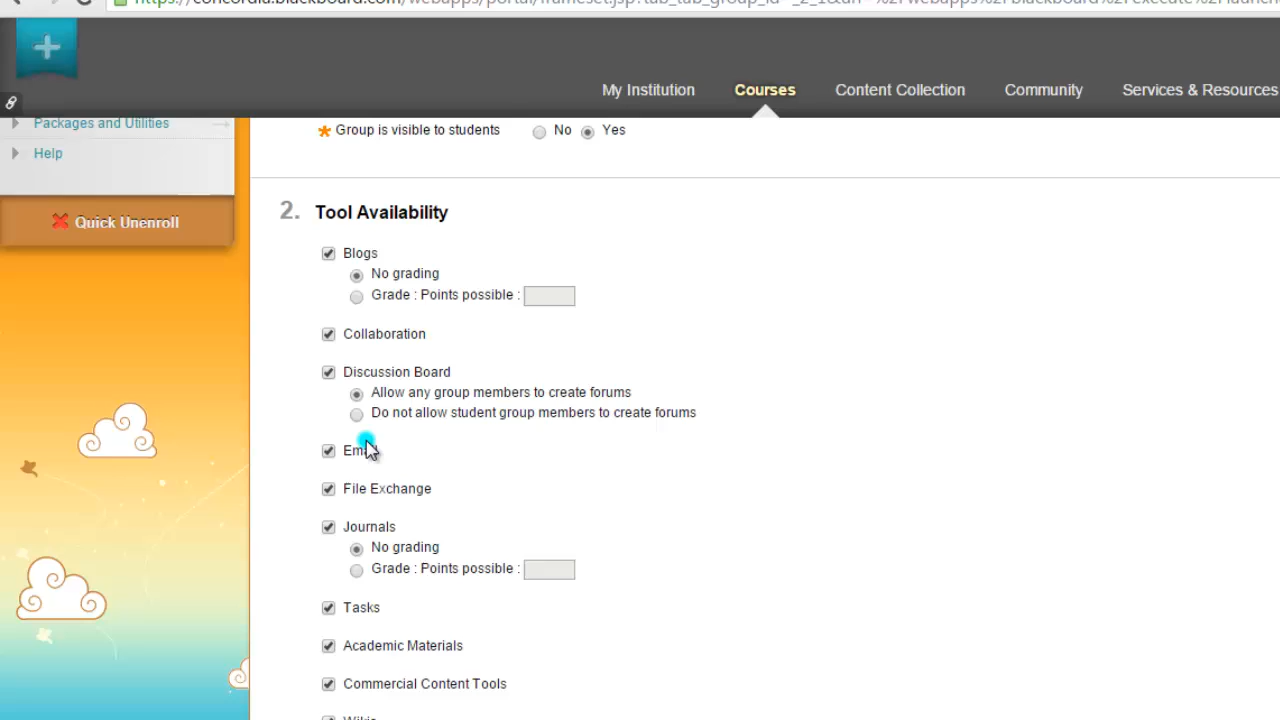 My Institution
Courses
Content Collection
Community
Services & Resources
Packages and Utilities
Help
Quick Unenroll
Group is visible to students
No
Yes
2. Tool Availability
Blogs
No grading
Grade : Points possible :
Collaboration
Discussion Board
Allow any group members to create forums
Do not allow student group members to create forums
Email
File Exchange
Journals
No grading
Grade : Points possible :
Tasks
Academic Materials
Commercial Content Tools
Wikis